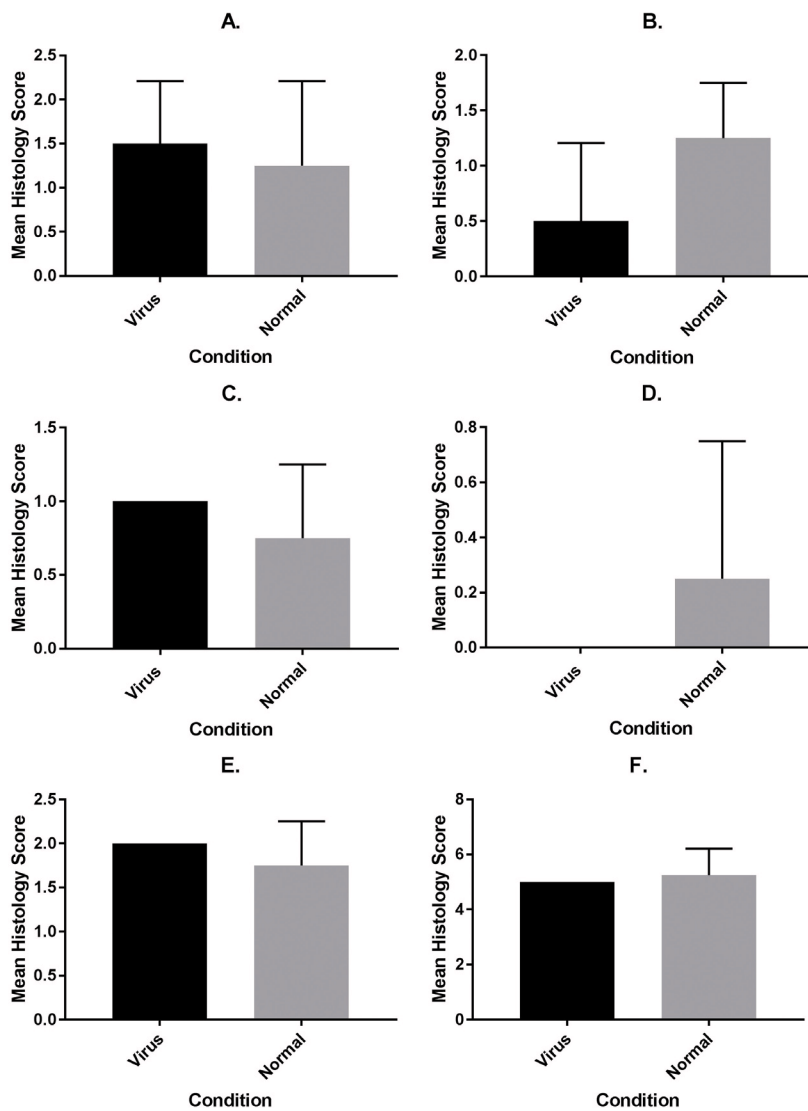 A.
Mean Histology Score
2.5
2.0
1.5
1.0
0.5
0.0
Virus
Normal
Condition
B.
Mean Histology Score
2.0
1.5
1.0
0.5
0.0
Virus
Normal
Condition
C.
Mean Histology Score
1.5
1.0
0.5
0.0
Virus
Normal
Condition
D.
Mean Histology Score
0.8
0.6
0.4
0.2
0.0
Virus
Normal
Condition
E.
Mean Histology Score
2.5
2.0
1.5
1.0
0.5
0.0
Virus
Normal
Condition
F.
Mean Histology Score
8
6
4
2
0
Virus
Normal
Condition